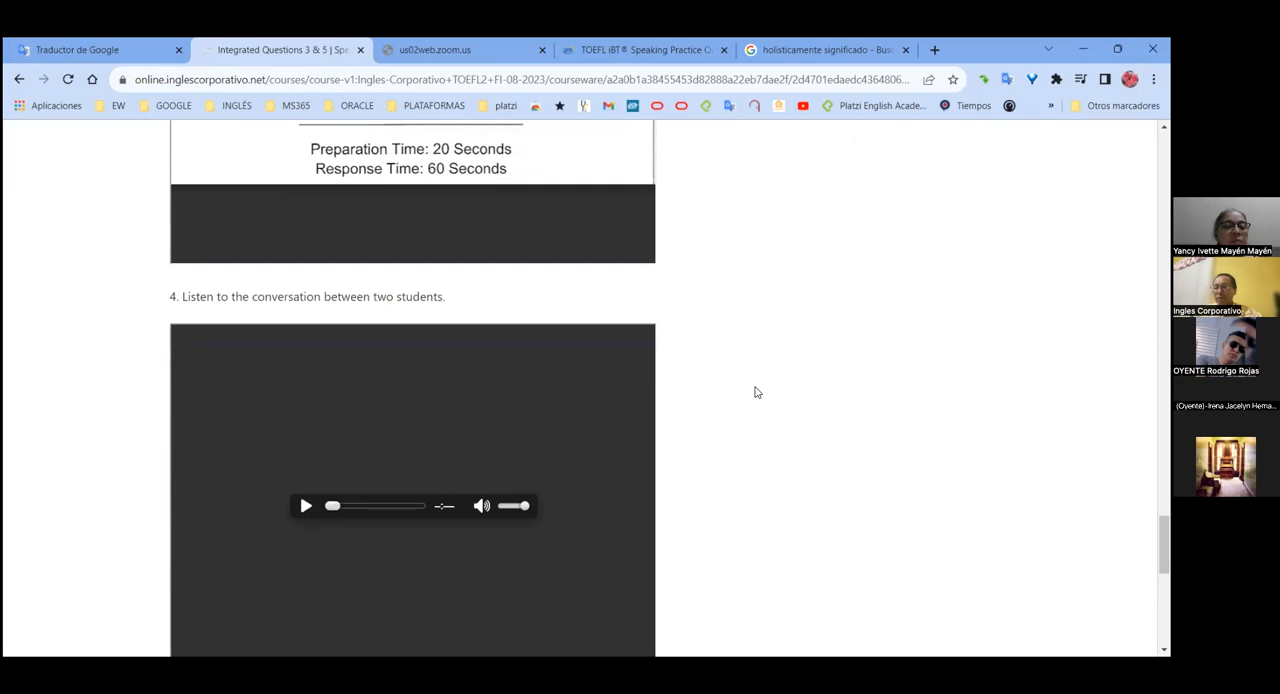 Traductor de Google
Integrated Questions 3 & 5 | Spe
us02web.zoom.us
TOEFL iBT® Speaking Practice Q
holisticamente significado - Bus
online.inglescorporativo.net/courses/course-v1:Ingles-Corporativo+TOEFL2+FI-08-2023/courseware/a2a0b1a38455453d82888a22eb7dae2f/2d4701edaedc4364806...
Aplicaciones
EW
GOOGLE
INGLÉS
MS365
ORACLE
PLATAFORMAS
platzi
Platzi English Acade...
Tiempos
»
Otros marcadores
Preparation Time: 20 Seconds
Response Time: 60 Seconds
4. Listen to the conversation between two students.
--:--
Yancy Ivette Mayén Mayén
Ingles Corporativo
OYENTE Rodrigo Rojas
(Oyente)-Irena Jacelyn Herna...